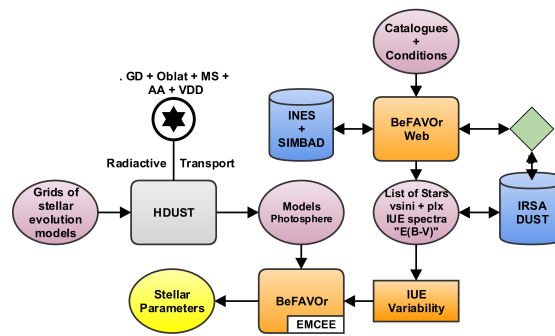 Catalogues
+
Conditions
. GD + Oblat + MS +
AA + VDD
INES
+
SIMBAD
BeFAVOr
Web
Radiactive Transport
Grids of
stellar
evolution
models
HDUST
Models
Photosphere
List of Stars
vsini + plx
IUE spectra
"E(B-V)"
IRSA
DUST
Stellar
Parameters
BeFAVOr
EMCEE
IUE
Variability